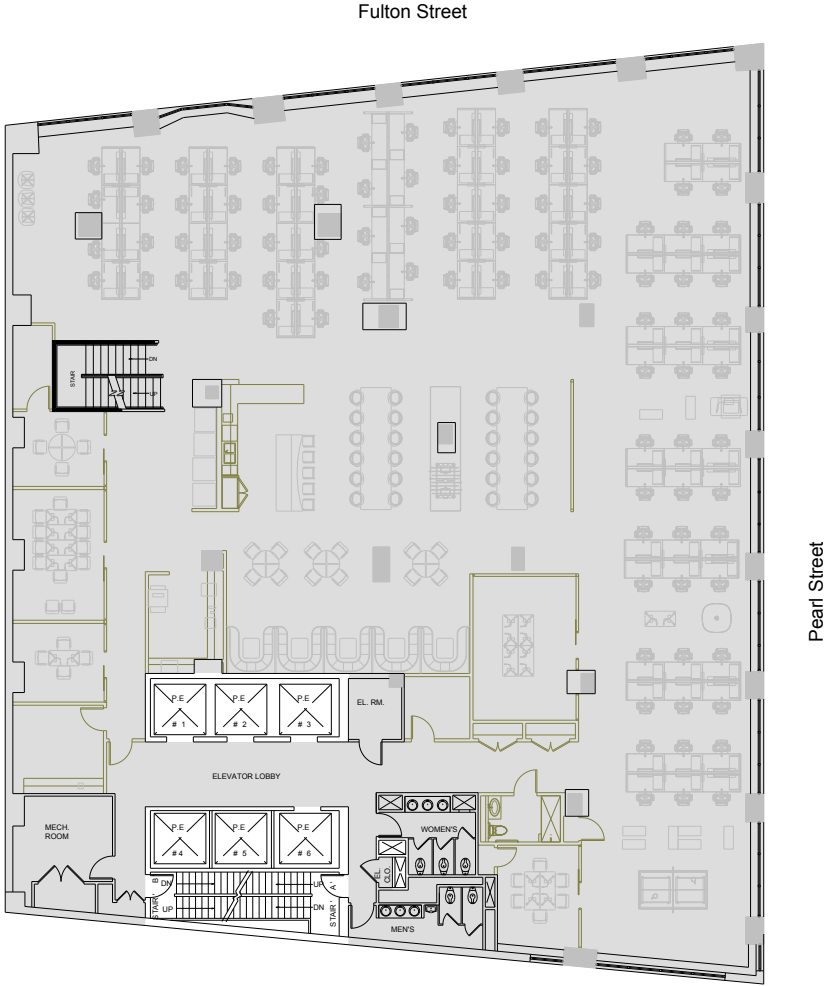 Fulton Street
STAIR
DN
UP
Pearl Street
P.E
# 1
P.E
# 2
P.E
# 3
EL. RM.
ELEVATOR LOBBY
MECH.
ROOM
P.E
#4
P.E
# 5
P.E
# 6
WOMEN'S
EL
CLO.
STAIR ' B
DN
UP
UP
DN
STAIR ' A '
MEN'S